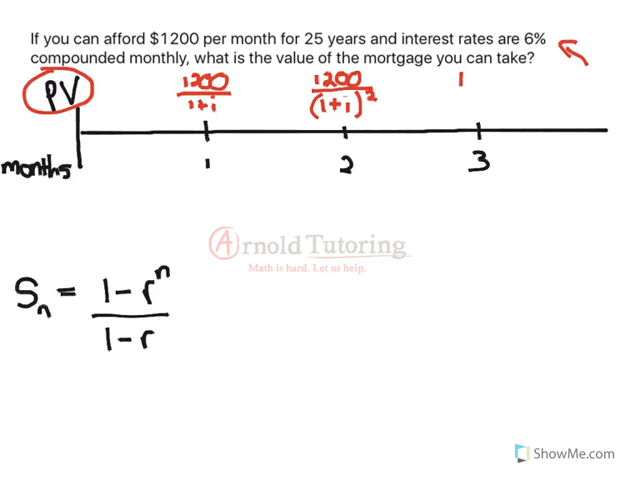 If you can afford $1200 per month for 25 years and interest rates are 6%
compounded monthly, what is the value of the mortgage you can take?
PV 1200/1+i 1200/(1+i)² 1
months 1 2 3
Arnold Tutoring
Math is hard. Let us help.
Sₙ = 1-rⁿ/1-r
ShowMe.com